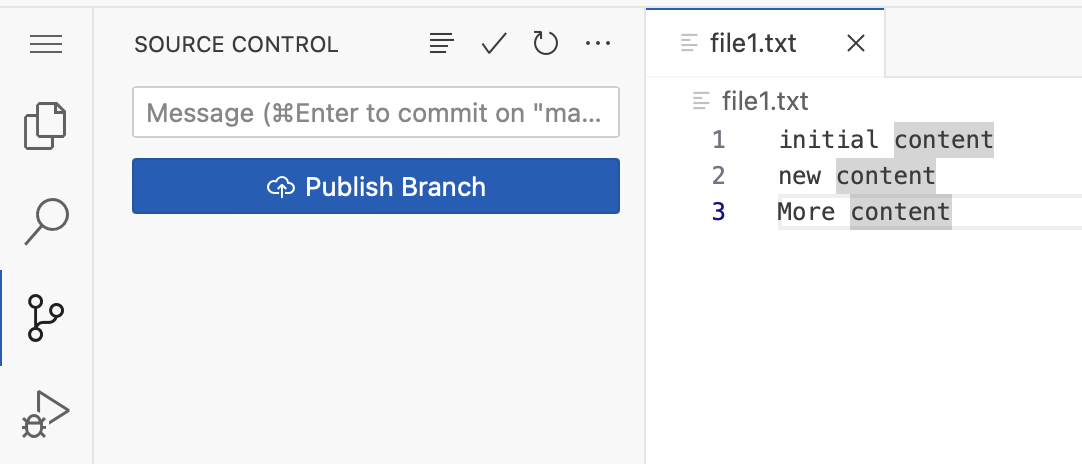 SOURCE CONTROL
Message (⌘Enter to commit on "ma...
Publish Branch
file1.txt
file1.txt
1 initial content
2 new content
3 More content